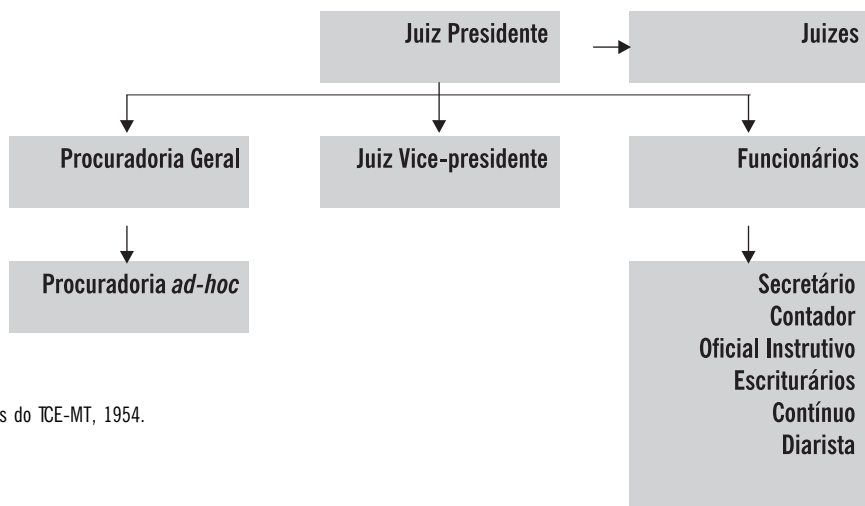 Juiz Presidente
Juizes
Procuradoria Geral
Juiz Vice-presidente
Funcionários
Procuradoria ad-hoc
Secretário
Contador
Oficial Instrutivo
Escriturários
Contínuo
Diarista
s do TCE-MT, 1954.